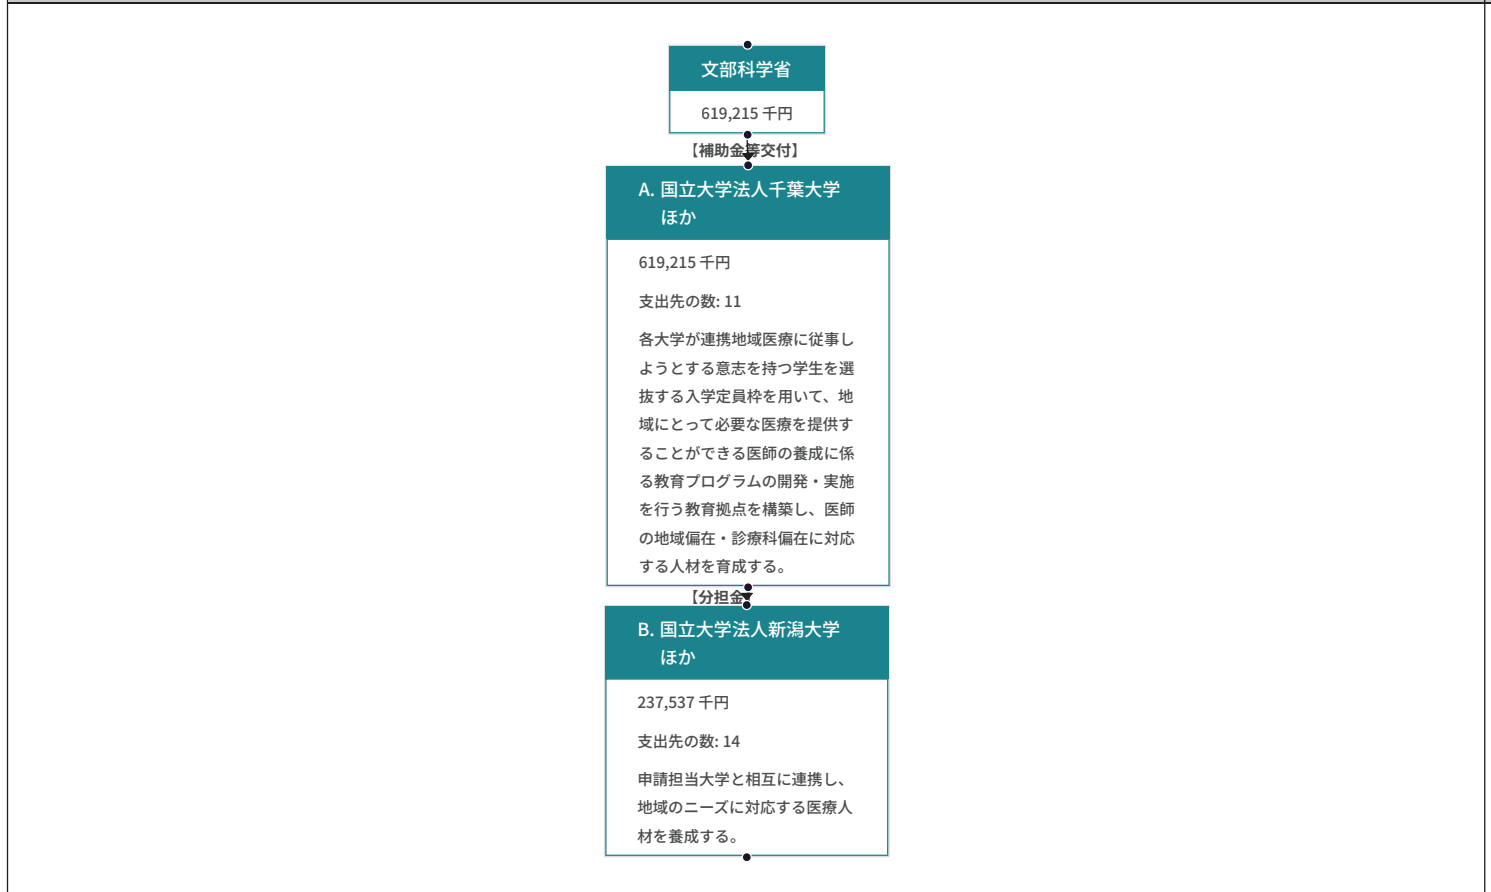 文部科学省
619,215 千円
【補助金等交付】
A. 国立大学法人千葉大学
ほか
619,215 千円
支出先の数: 11
各大学が連携地域医療に従事し
ようとする意志を持つ学生を選
抜する入学定員枠を用いて、地
域にとって必要な医療を提供す
ることができる医師の養成に係
る教育プログラムの開発・実施
を行う教育拠点を構築し、医師
の地域偏在・診療科偏在に対応
する人材を育成する。
【分担金
B. 国立大学法人新潟大学
ほか
237,537 千円
支出先の数: 14
申請担当大学と相互に連携し、
地域のニーズに対応する医療人
材を養成する。